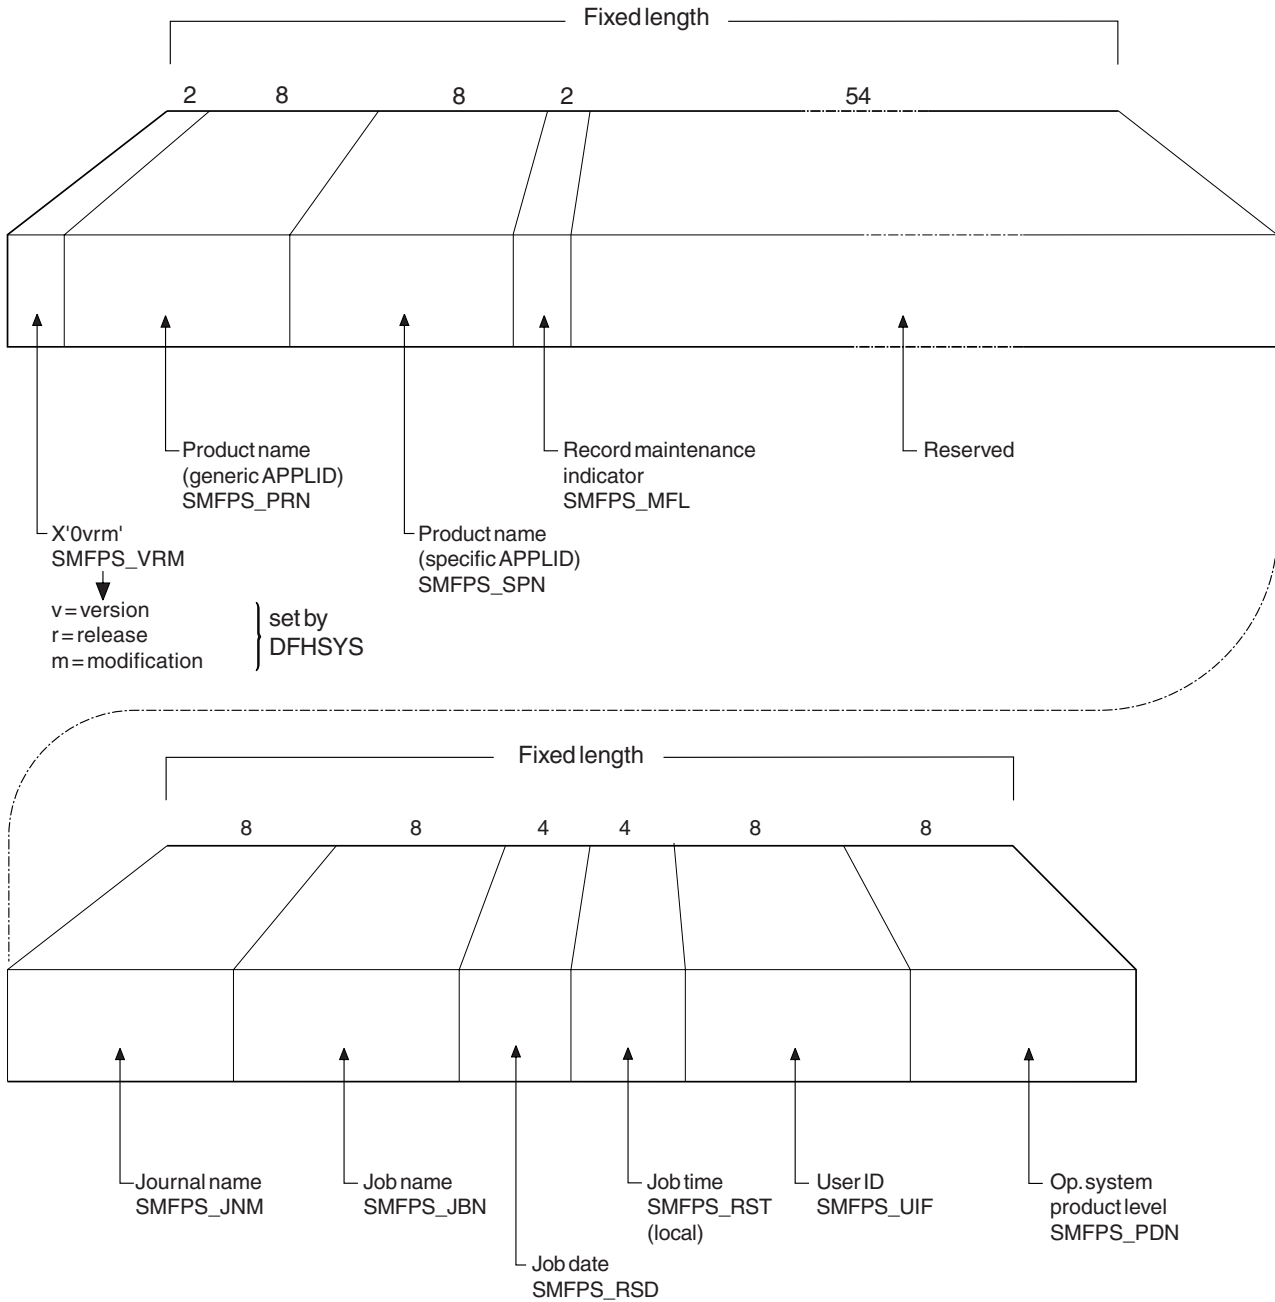 Fixed length
2 8 8 2 54
Product name
(generic APPLID)
SMFPS_PRN
Record maintenance
indicator
SMFPS_MFL
Reserved
X'0vrm'
SMFPS_VRM
Product name
(specific APPLID)
SMFPS_SPN
v=version
r=release
m=modification
set by
DFHSYS
Fixed length
8 8 4 4 8 8
Journal name
SMFPS_JNM
Job name
SMFPS_JBN
Job time
SMFPS_RST
(local)
User ID
SMFPS_UIF
Op. system
product level
SMFPS_PDN
Job date
SMFPS_RSD